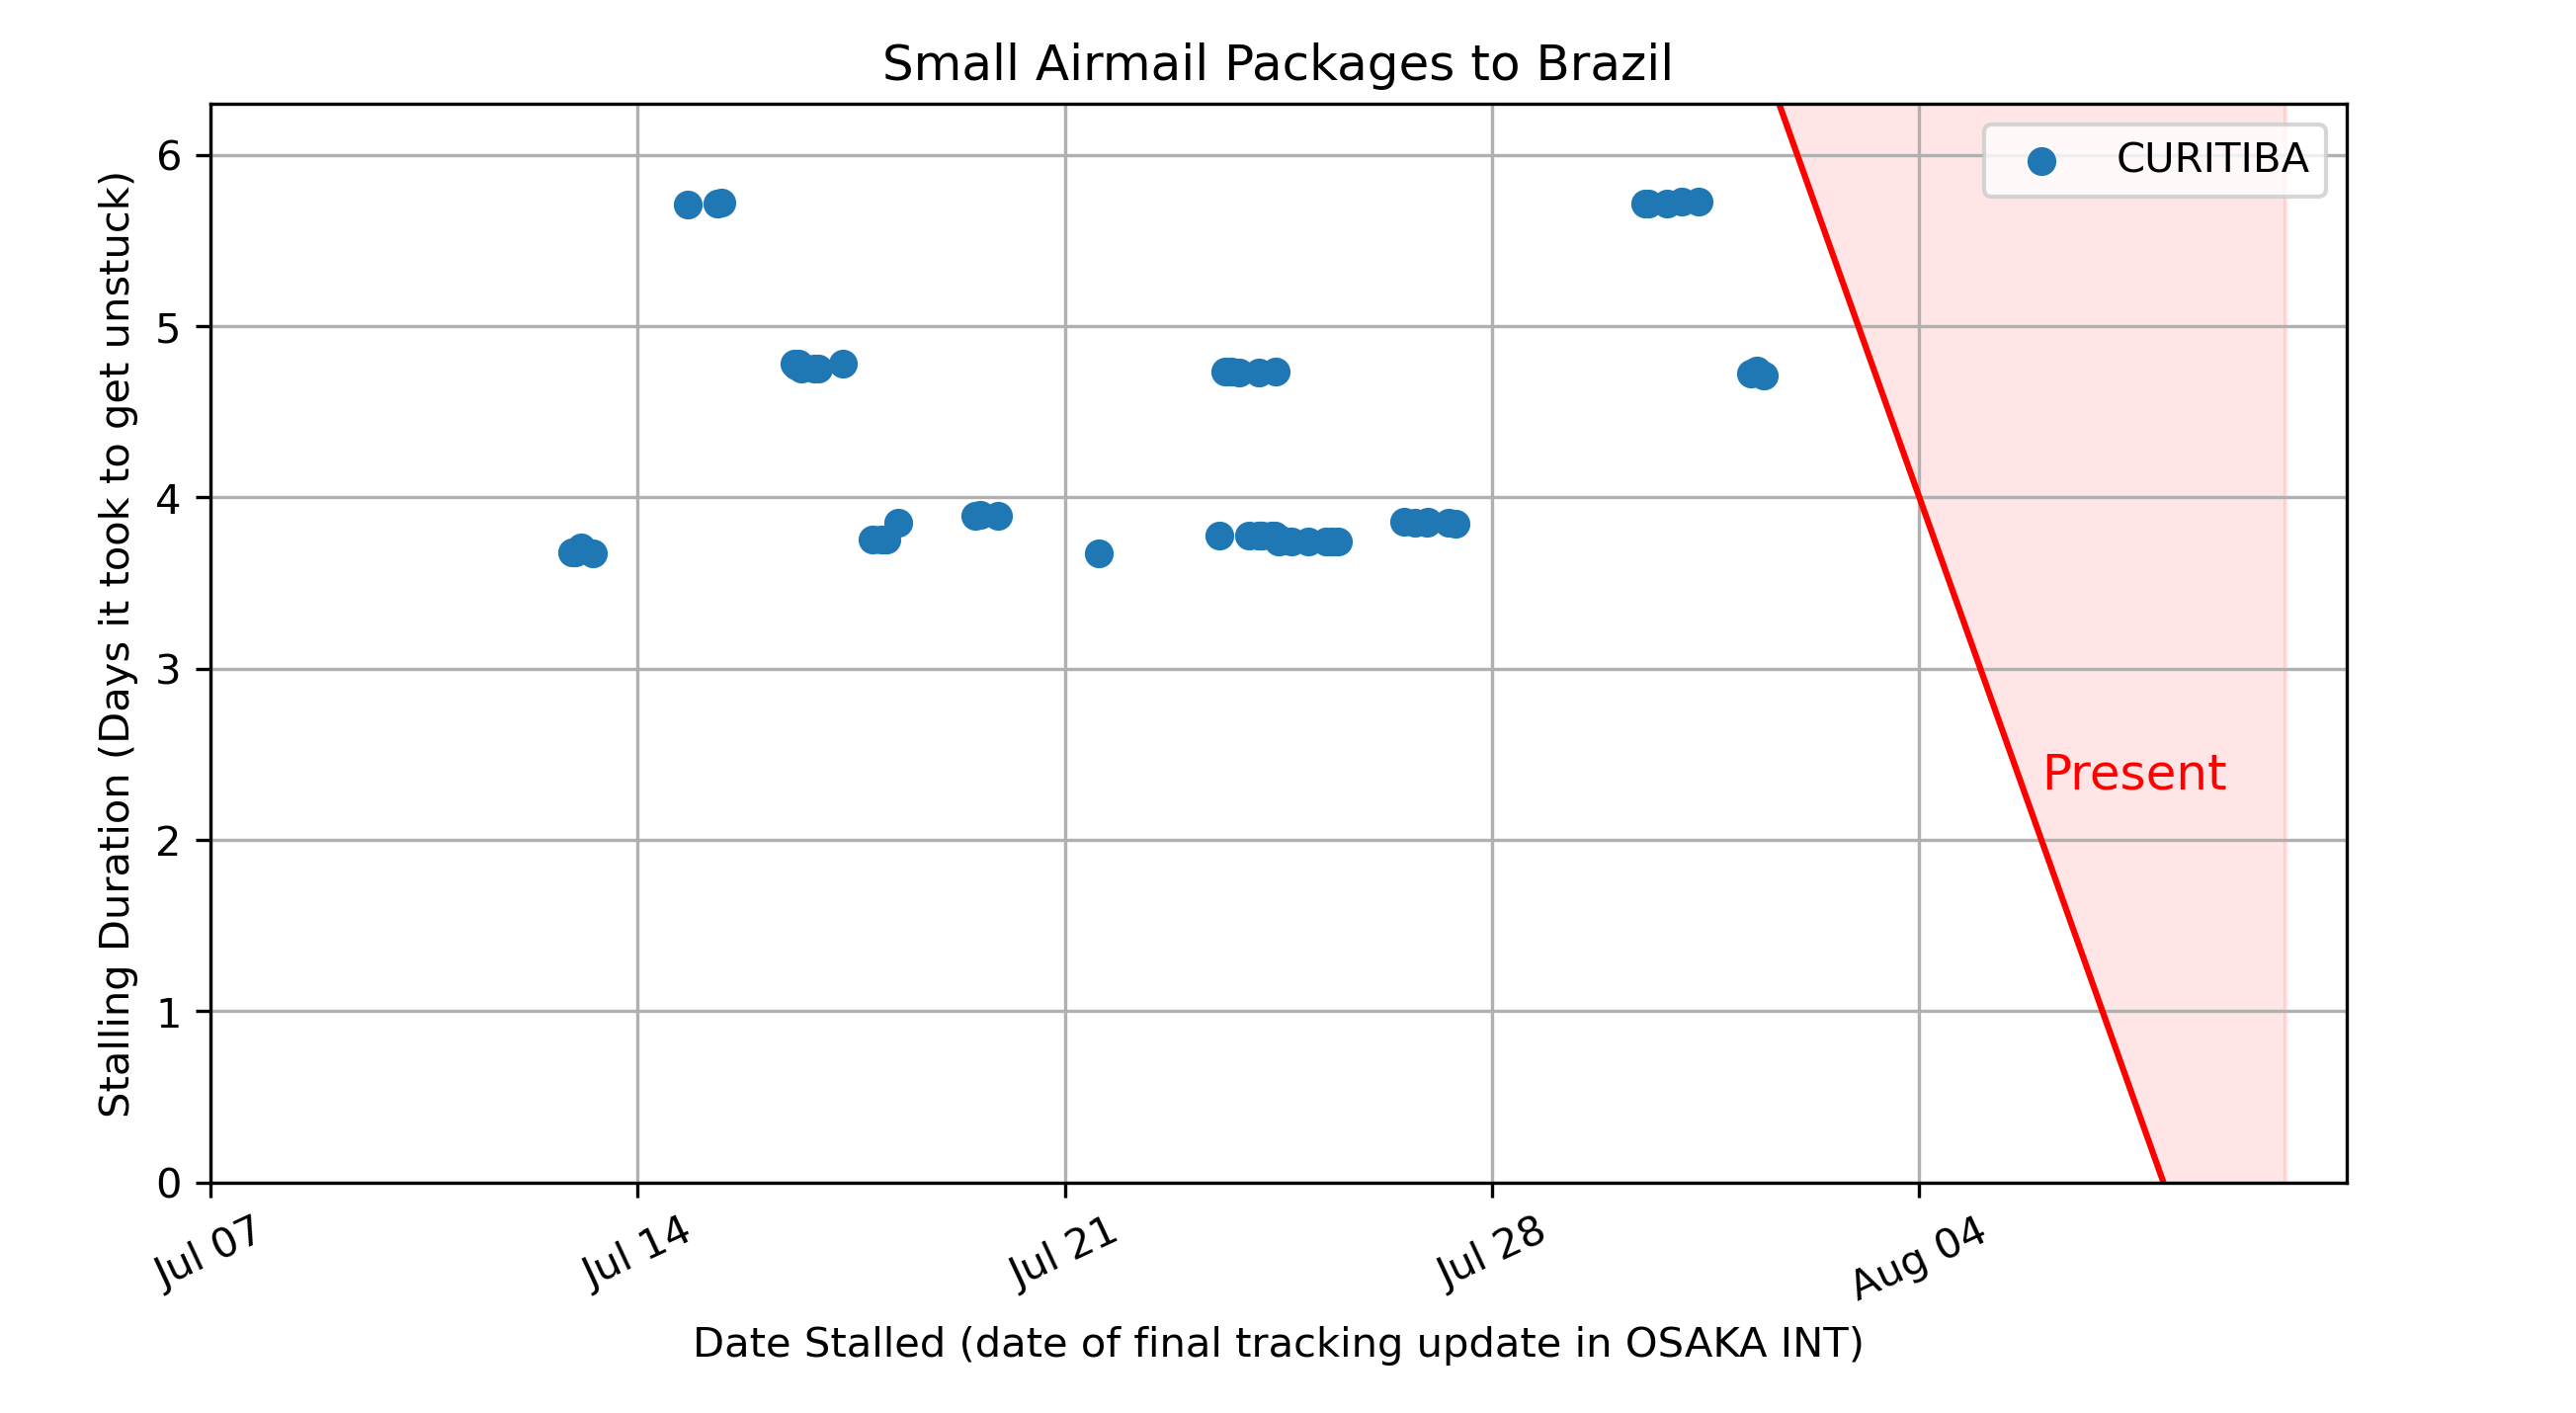 Small Airmail Packages to Brazil
CURITIBA
Stalling Duration (Days it took to get unstuck)
6
5
4
3
2
1
0
Present
Jul 07
Jul 14
Jul 21
Jul 28
Aug 04
Date Stalled (date of final tracking update in OSAKA INT)